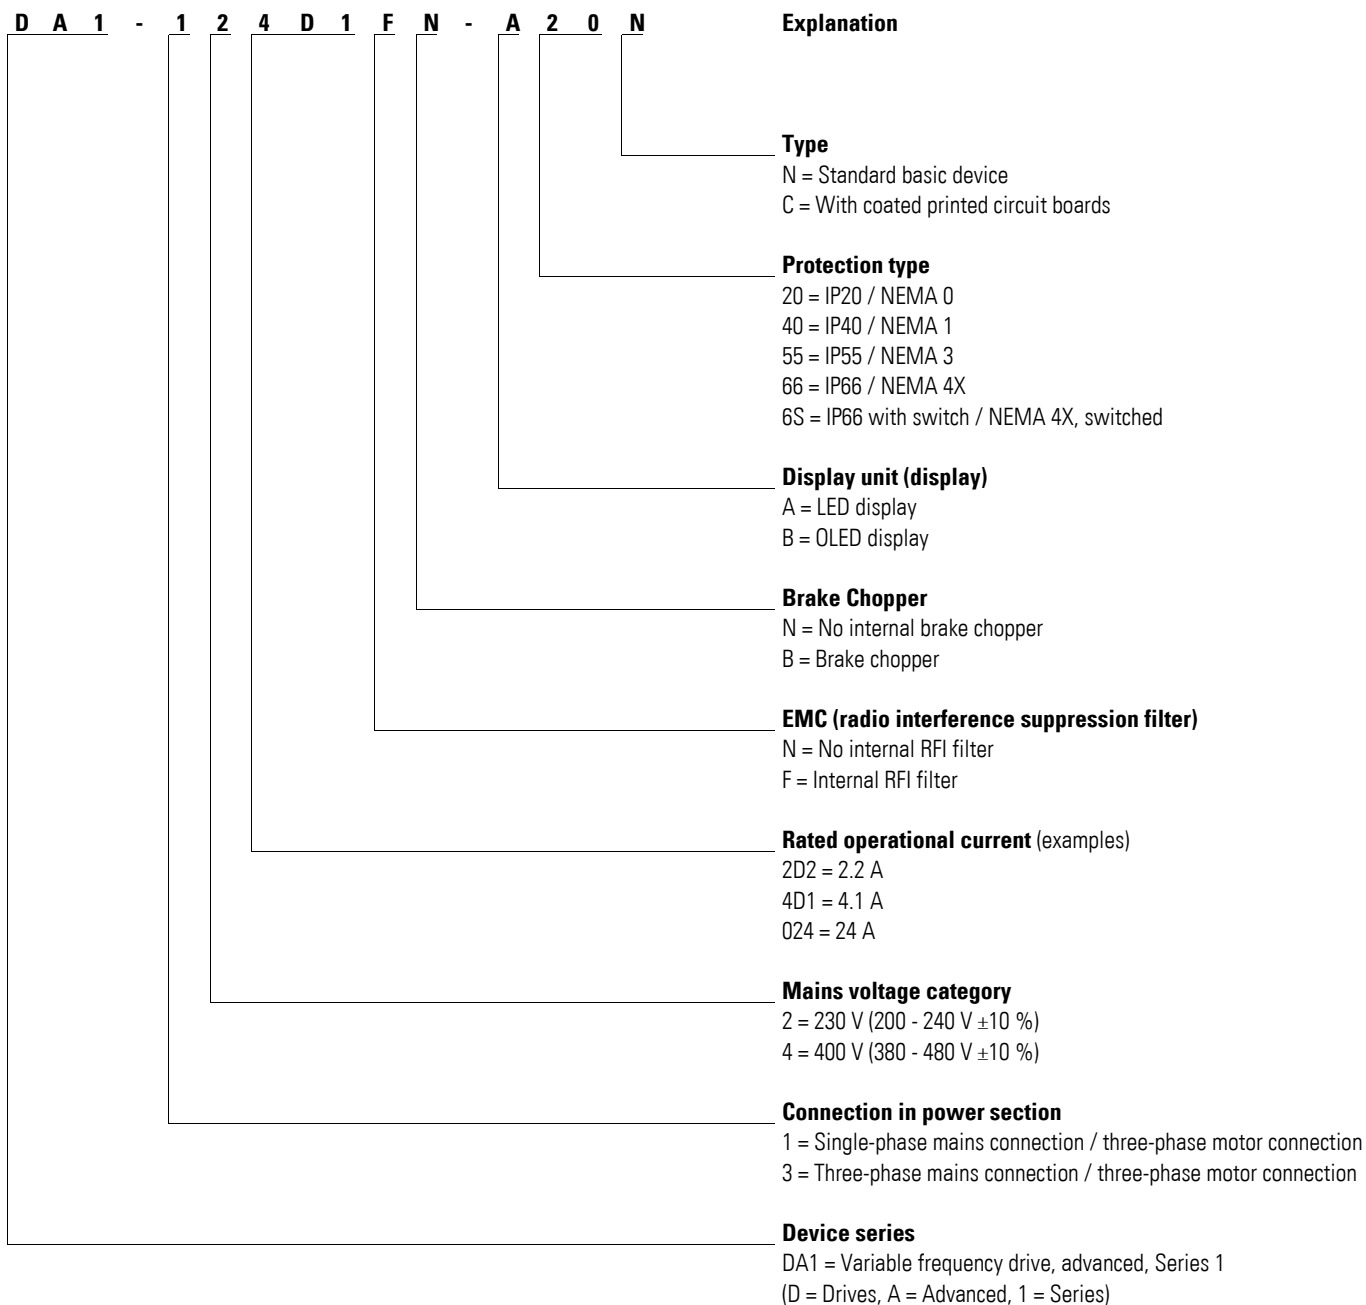 D A 1 - 1 2 4 D 1 F N - A 2 0 N Explanation
Type
N = Standard basic device
C = With coated printed circuit boards
Protection type
20 = IP20 / NEMA 0
40 = IP40 / NEMA 1
55 = IP55 / NEMA 3
66 = IP66 / NEMA 4X
6S = IP66 with switch / NEMA 4X, switched
Display unit (display)
A = LED display
B = OLED display
Brake Chopper
N = No internal brake chopper
B = Brake chopper
EMC (radio interference suppression filter)
N = No internal RFI filter
F = Internal RFI filter
Rated operational current (examples)
2D2 = 2.2 A
4D1 = 4.1 A
024 = 24 A
Mains voltage category
2 = 230 V (200 - 240 V ±10 %)
4 = 400 V (380 - 480 V ±10 %)
Connection in power section
1 = Single-phase mains connection / three-phase motor connection
3 = Three-phase mains connection / three-phase motor connection
Device series
DA1 = Variable frequency drive, advanced, Series 1
(D = Drives, A = Advanced, 1 = Series)